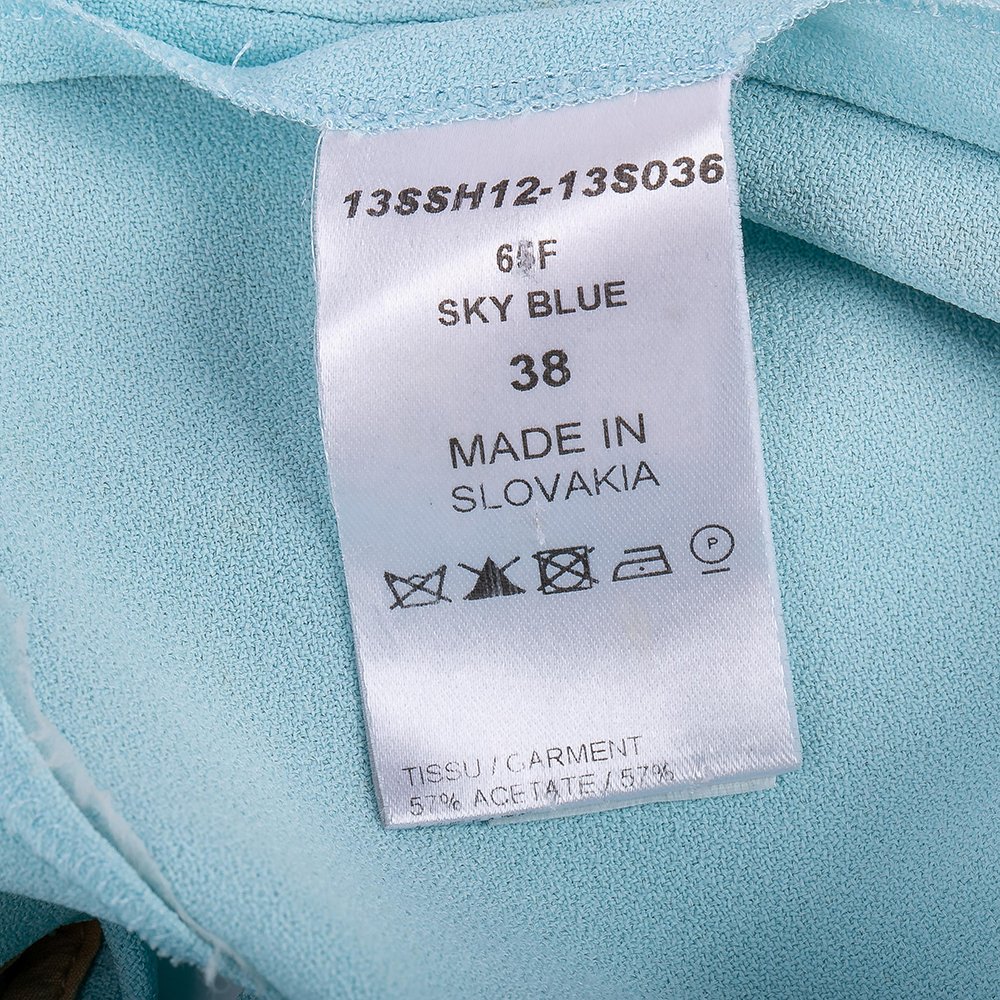 13SSH12-13S036
SKY BLUE
38
MADE IN
SLOVAKIA
P
TISSU / GARMENT
57% ACETATE / 57%